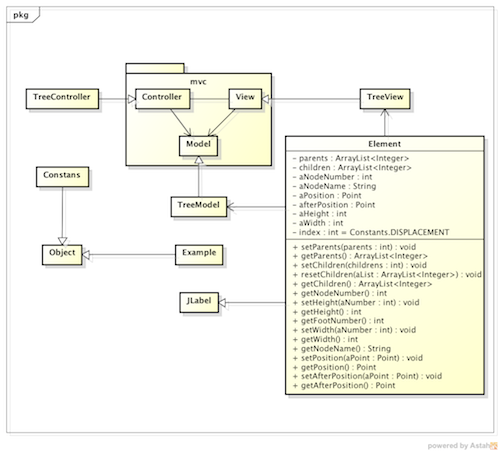 pkg
mvc
TreeController
Controller
View
TreeView
Model
Element
- parents : ArrayList<Integer>
- children : ArrayList<Integer>
- aNodeNumber : int
- aNodeName : String
- aPosition : Point
- afterPosition : Point
- aHeight : int
- aWidth : int
- index : int = Constants.DISPLACEMENT
+ setParents(parents : int) : void
+ getParents() : ArrayList<Integer>
+ setChildren(childrens : int) : void
+ resetChildren(aList : ArrayList<Integer>) : void
+ getChildren() : ArrayList<Integer>
+ getNodeNumber() : int
+ setHeight(aNumber : int) : void
+ getHeight() : int
+ getFootNumber() : int
+ setWidth(aNumber : int) : void
+ getWidth() : int
+ getNodeName() : String
+ setPosition(aPoint : Point) : void
+ getPosition() : Point
+ setAfterPosition(aPoint : Point) : void
+ getAfterPosition() : Point
Constans
TreeModel
Object
Example
JLabel
powered by Astah